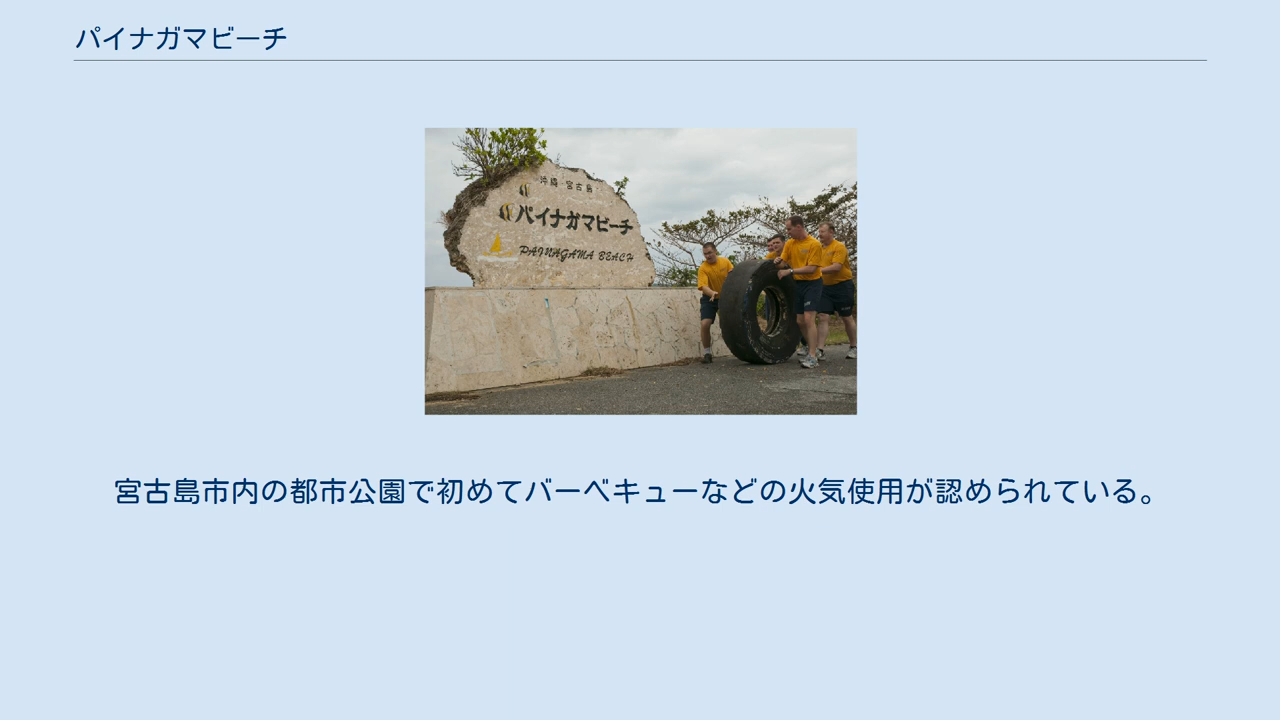 パイナガマビーチ
沖縄・宮古島
パイナガマビーチ
PAINAGAMA BEACH
宮古島市内の都市公園で初めてバーベキューなどの火気使用が認められている。